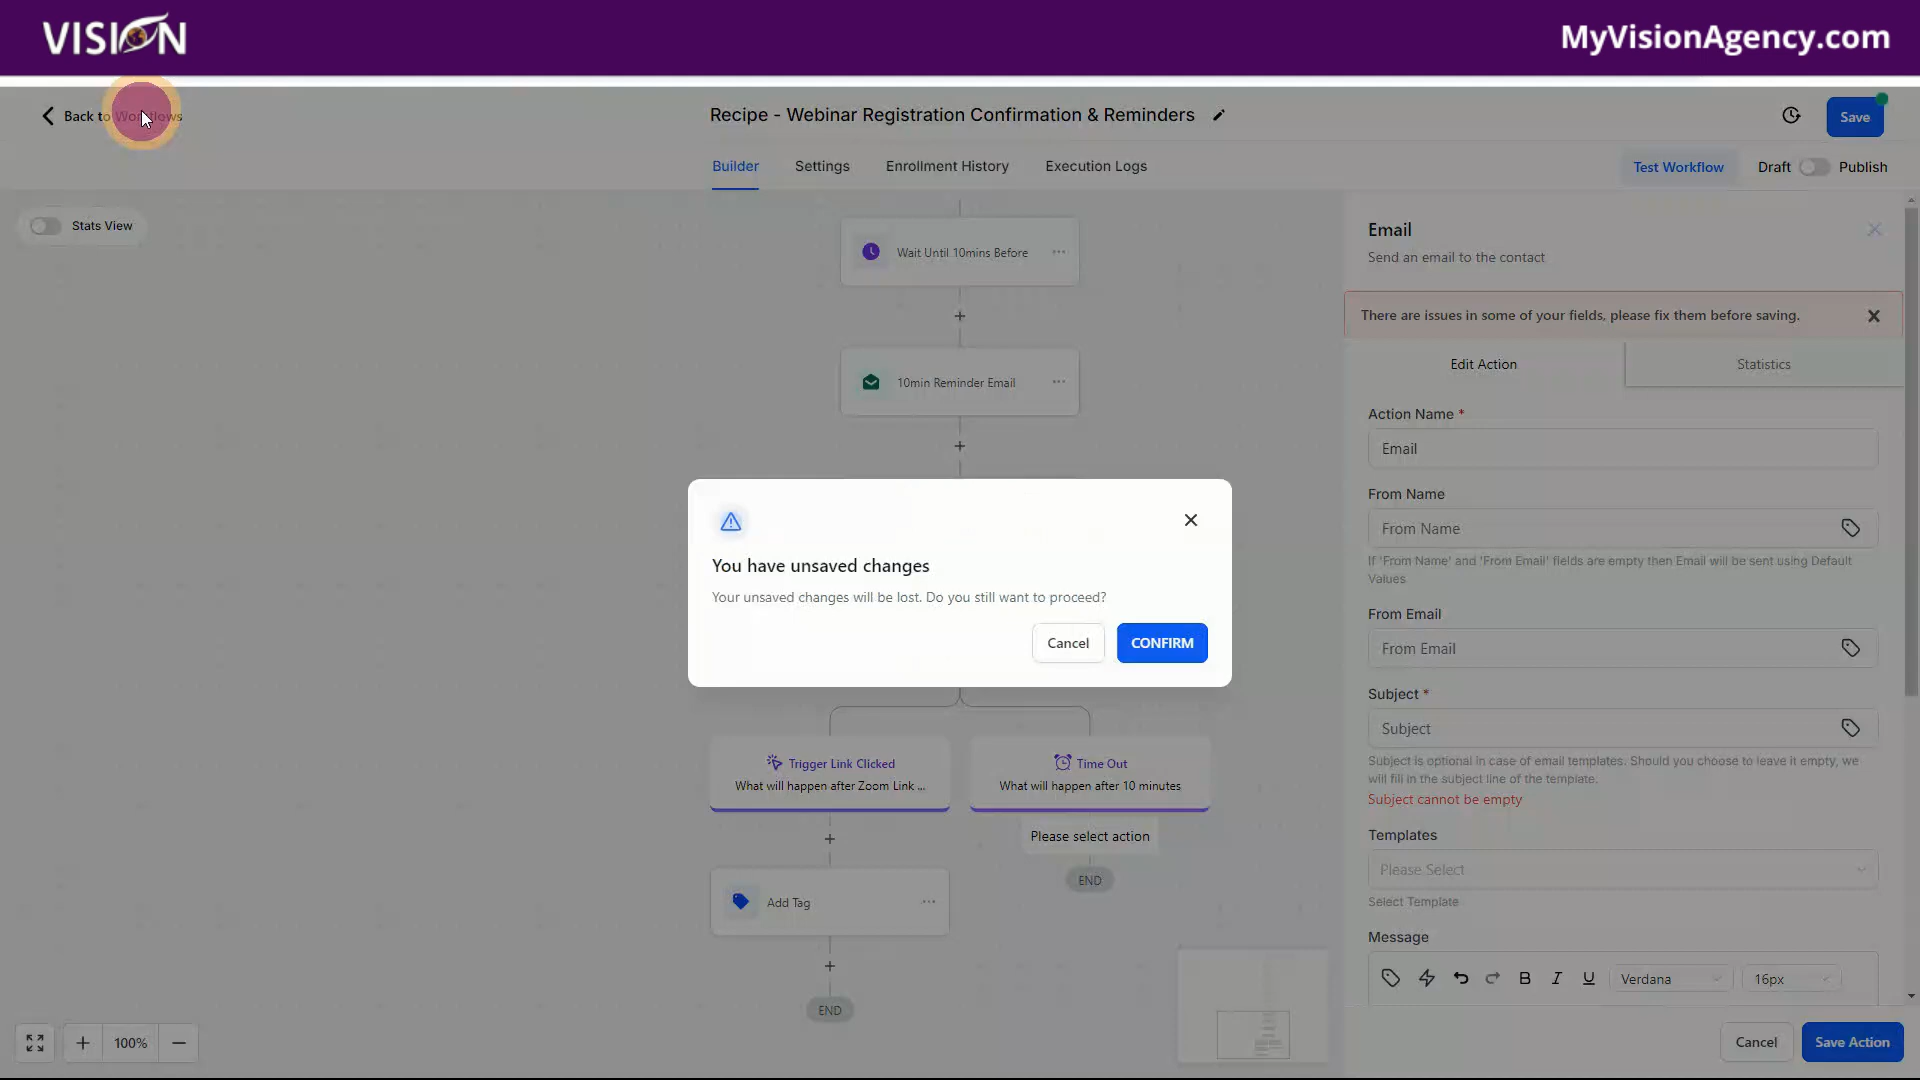 VISION
MyVisionAgency.com
Back to Workflows
Recipe - Webinar Registration Confirmation & Reminders
Save
Builder
Settings
Enrollment History
Execution Logs
Test Workflow
Draft
Publish
Stats View
Wait Until 10mins Before
10min Reminder Email
You have unsaved changes
Your unsaved changes will be lost. Do you still want to proceed?
Cancel
CONFIRM
Trigger Link Clicked
What will happen after Zoom Link ...
Time Out
What will happen after 10 minutes
Please select action
END
Add Tag
END
100%
Email
Send an email to the contact
There are issues in some of your fields, please fix them before saving.
Edit Action
Statistics
Action Name *
Email
From Name
From Name
If 'From Name' and 'From Email' fields are empty then Email will be sent using Default
Values
From Email
From Email
Subject *
Subject
Subject is optional in case of email templates. Should you choose to leave it empty, we
will fill in the subject line of the template.
Subject cannot be empty
Templates
Please Select
Select Template
Message
B I U Verdana 16px
Cancel
Save Action